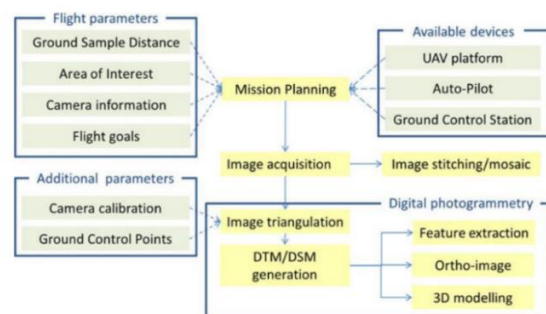 Flight parameters
Ground Sample Distance
Area of Interest
Camera information
Flight goals
Available devices
UAV platform
Auto-Pilot
Ground Control Station
Mission Planning
Image acquisition
Image stitching/mosaic
Additional parameters
Camera calibration
Ground Control Points
Digital photogrammetry
Image triangulation
DTM/DSM
generation
Feature extraction
Ortho-image
3D modelling